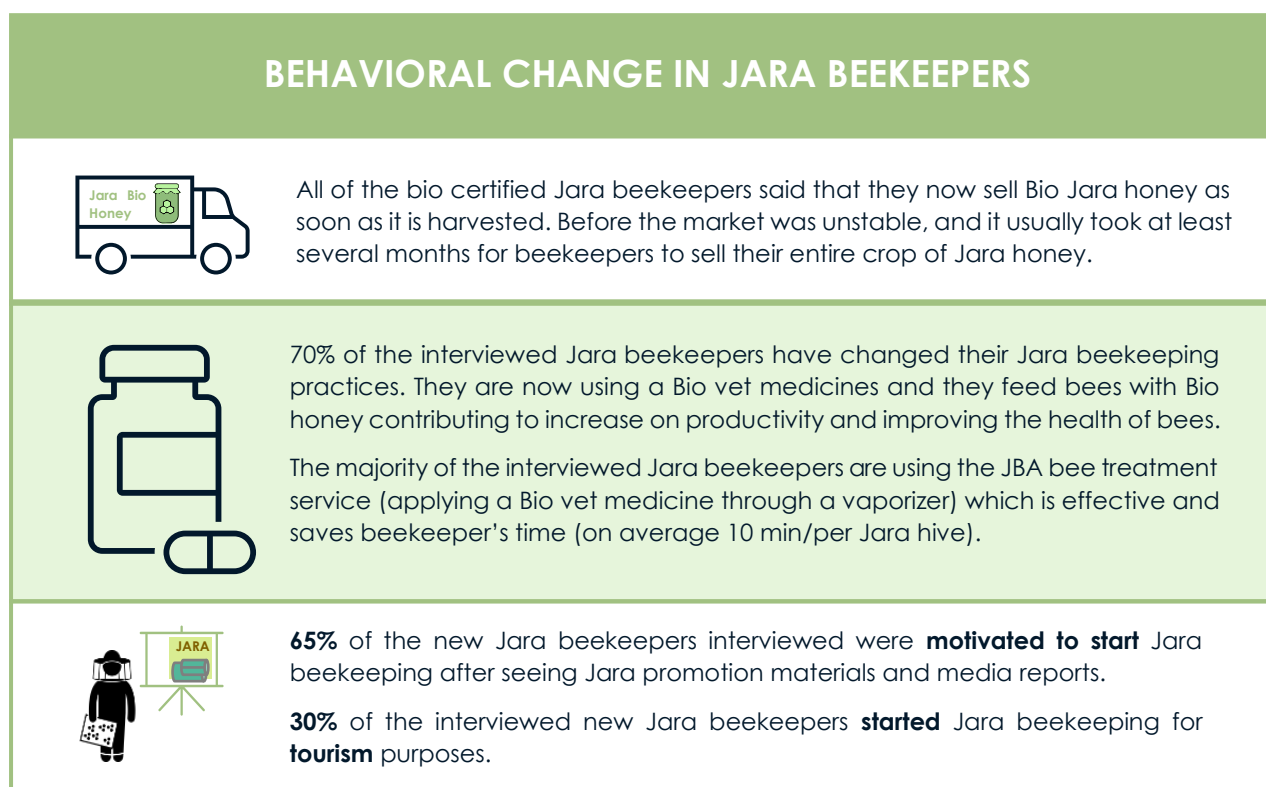 BEHAVIORAL CHANGE IN JARA BEEKEEPERS
Jara Bio
Honey
All of the bio certified Jara beekeepers said that they now sell Bio Jara honey as
soon as it is harvested. Before the market was unstable, and it usually took at least
several months for beekeepers to sell their entire crop of Jara honey.
70% of the interviewed Jara beekeepers have changed their Jara beekeeping
practices. They are now using a Bio vet medicines and they feed bees with Bio
honey contributing to increase on productivity and improving the health of bees.
The majority of the interviewed Jara beekeepers are using the JBA bee treatment
service (applying a Bio vet medicine through a vaporizer) which is effective and
saves beekeeper’s time (on average 10 min/per Jara hive).
JARA
65% of the new Jara beekeepers interviewed were motivated to start Jara
beekeeping after seeing Jara promotion materials and media reports.
30% of the interviewed new Jara beekeepers started Jara beekeeping for
tourism purposes.